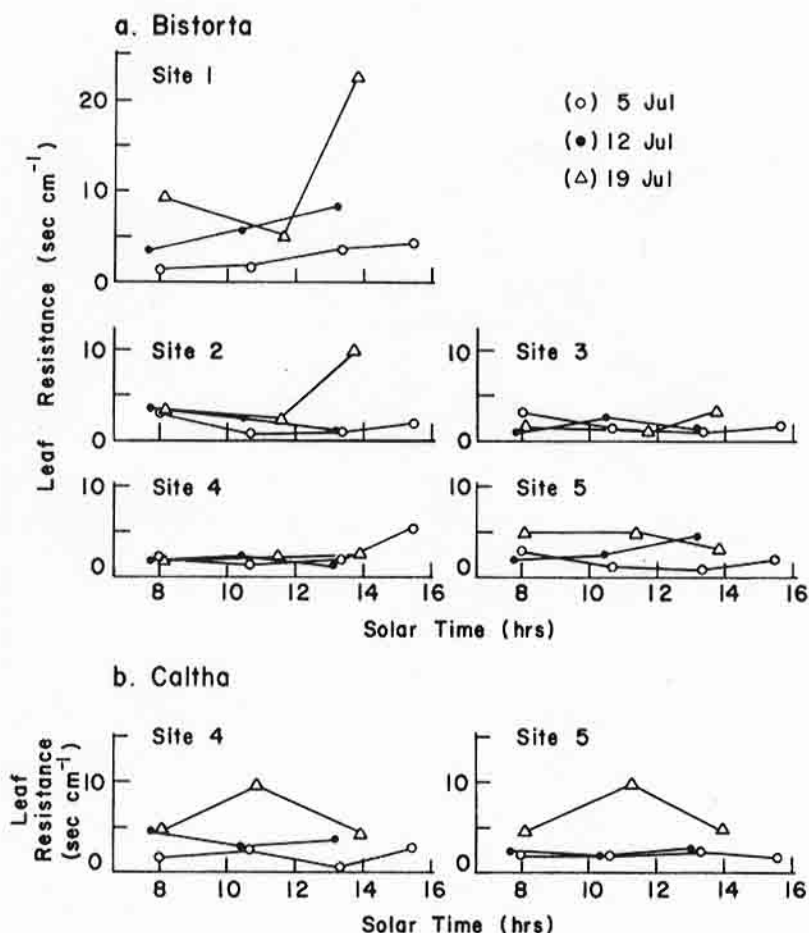 a. Bistorta
Site 1
(○) 5 Jul
(●) 12 Jul
(△) 19 Jul
20
10
0
Leaf Resistance (sec cm⁻¹)
Site 2
Site 3
10
0
10
0
Site 4
Site 5
10
0
10
0
8 10 12 14 16
8 10 12 14 16
Solar Time (hrs)
b. Caltha
Site 4
Site 5
Leaf
Resistance
(sec cm⁻¹)
10
0
10
0
8 10 12 14 16
8 10 12 14 16
Solar Time (hrs)